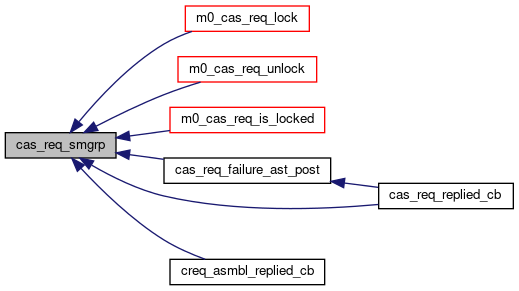 m0_cas_req_lock
m0_cas_req_unlock
m0_cas_req_is_locked
cas_req_smgrp
cas_req_failure_ast_post
cas_req_replied_cb
creq_asmbl_replied_cb